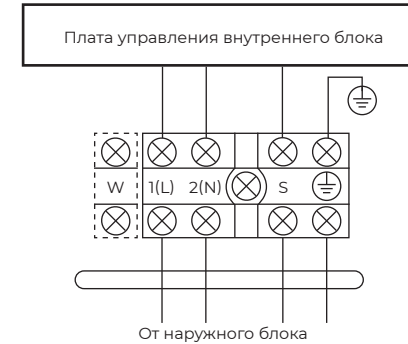 Плата управления внутреннего блока
W 1(L) 2(N) S
От наружного блока